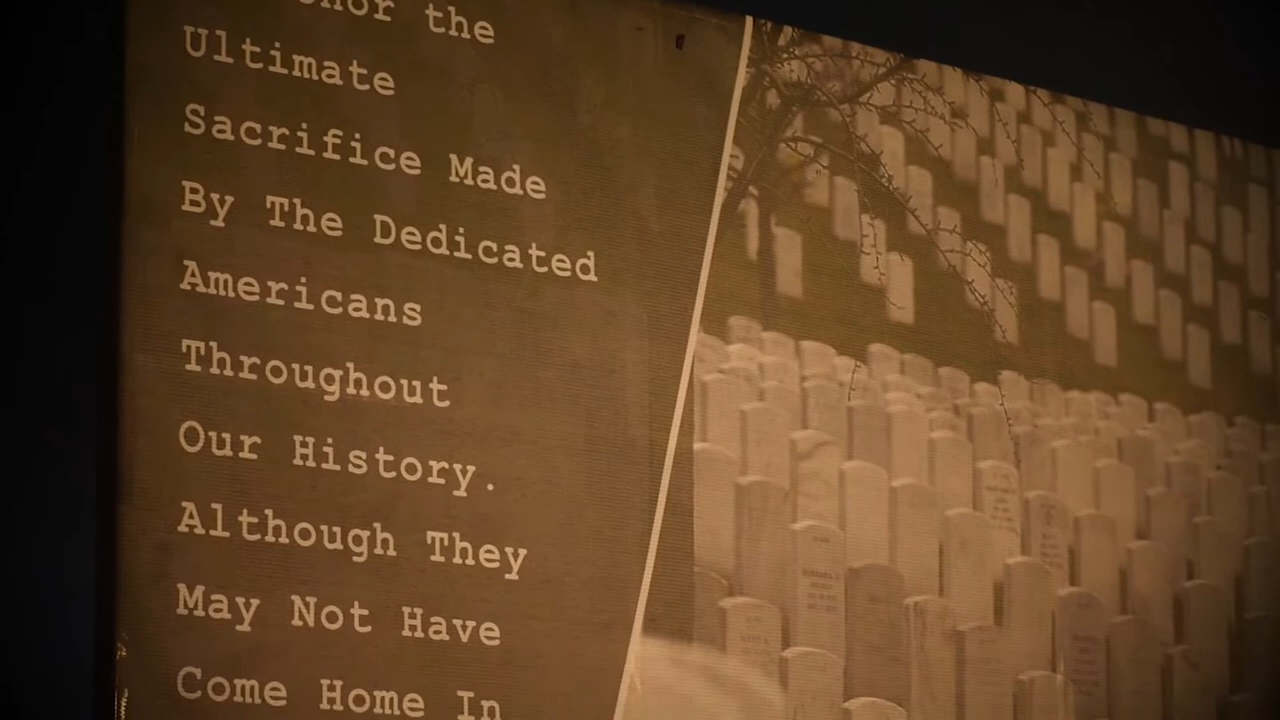 the
Ultimate
Sacrifice Made
By The Dedicated
Americans
Throughout
Our History.
Although They
May Not Have
Come Home In